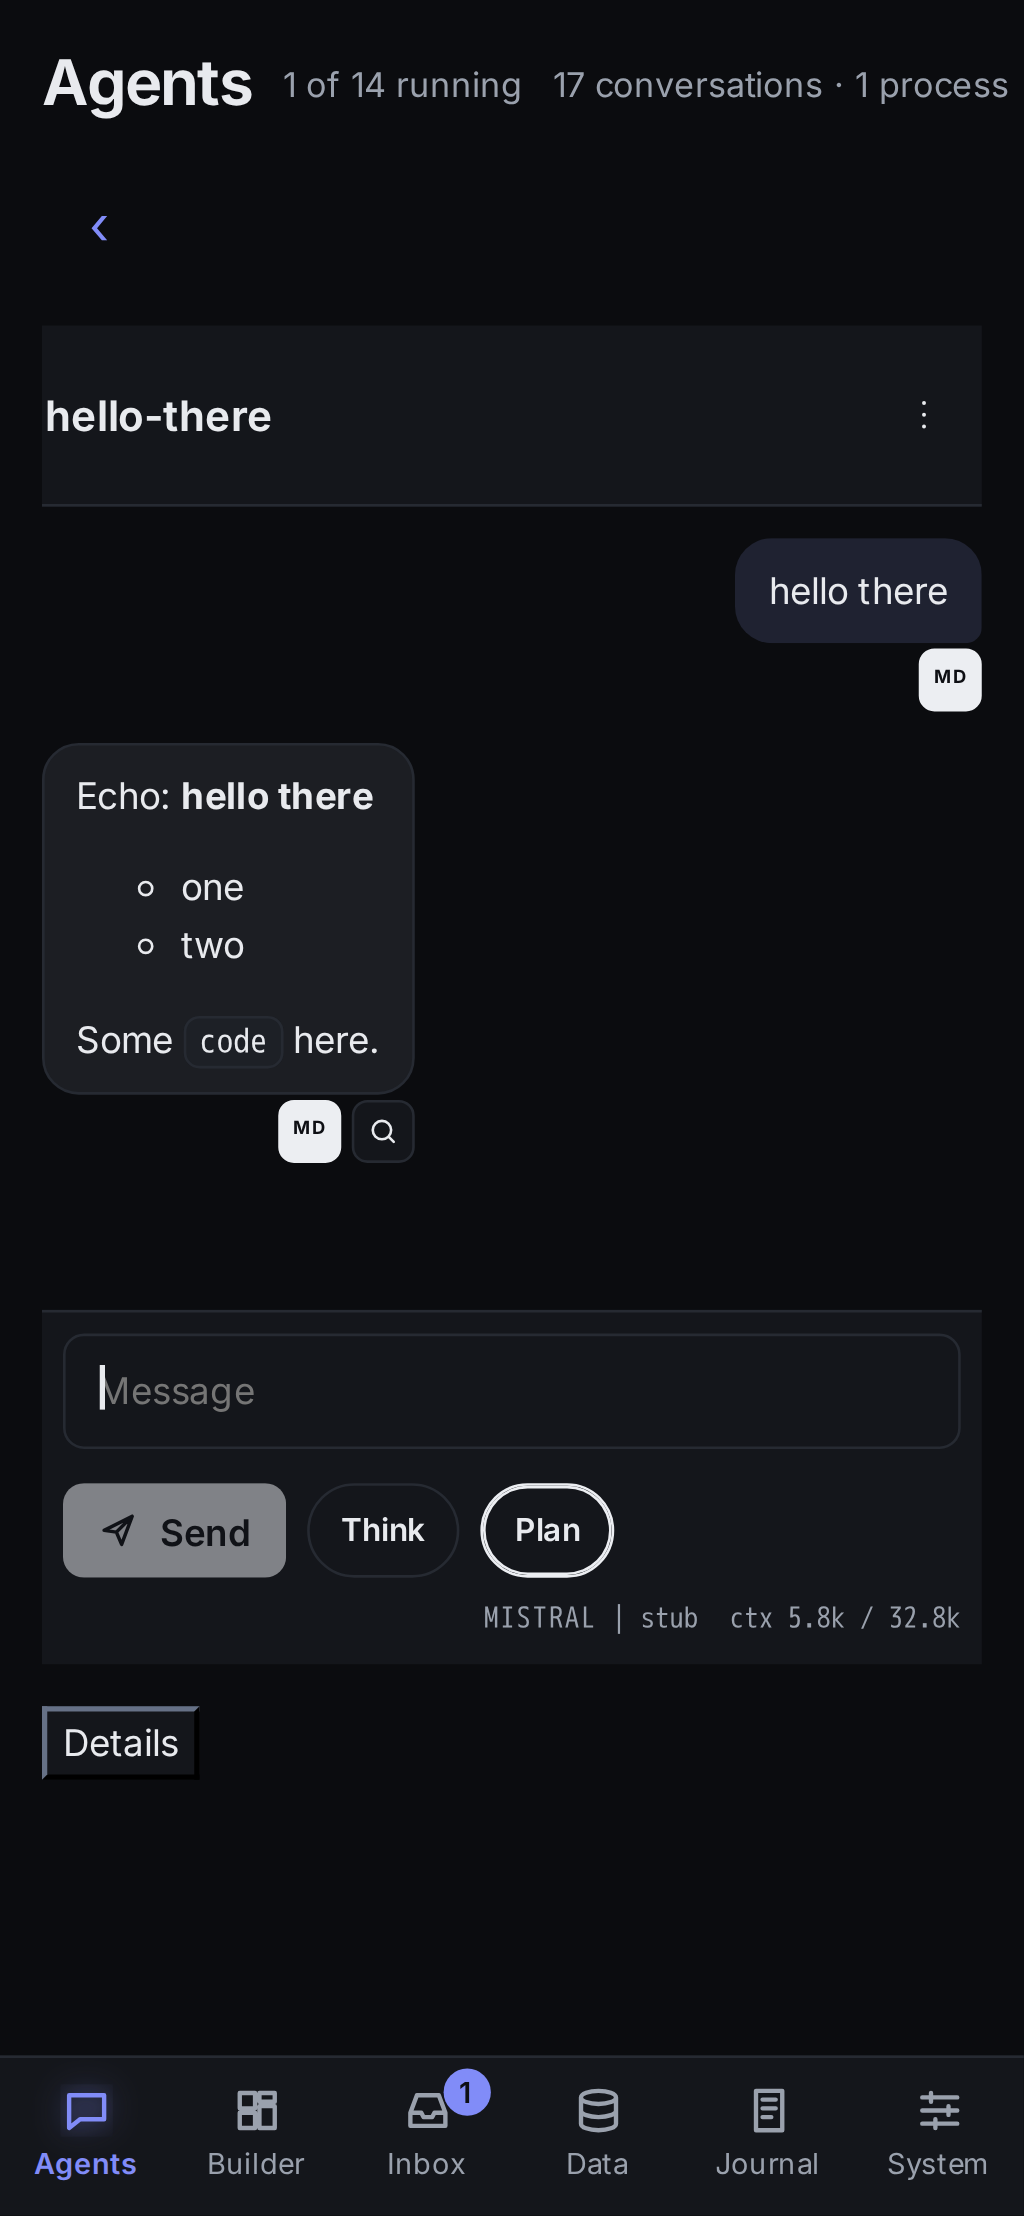 Agents 1 of 14 running 17 conversations · 1 process
hello-there
hello there
MD
Echo: hello there
one
two
Some code here.
MD
Message
Send Think Plan
MISTRAL | stub ctx 5.8k / 32.8k
Details
1
Agents Builder Inbox Data Journal System